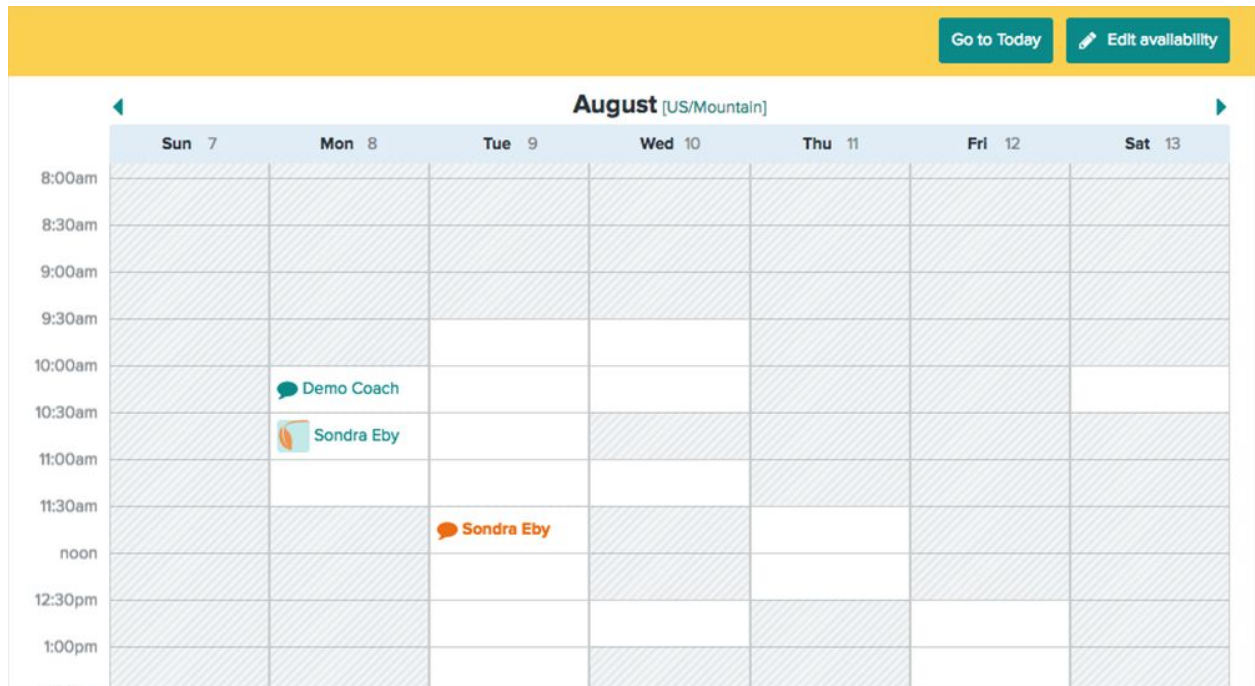 Go to Today Edit availability
August [US/Mountain]
Sun 7 Mon 8 Tue 9 Wed 10 Thu 11 Fri 12 Sat 13
8:00am
8:30am
9:00am
9:30am
10:00am
Demo Coach
10:30am
Sondra Eby
11:00am
11:30am
Sondra Eby
noon
12:30pm
1:00pm